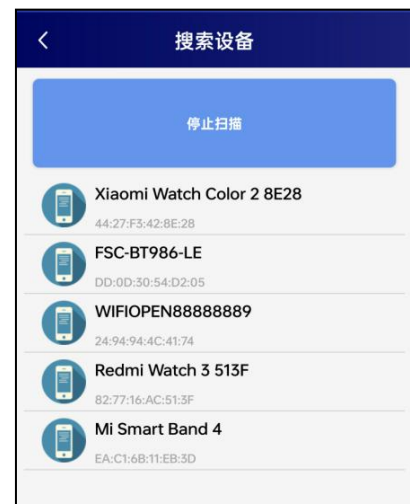 搜索设备
停止扫描
Xiaomi Watch Color 2 8E28
44:27:F3:42:8E:28
FSC-BT986-LE
DD:0D:30:54:D2:05
WIFIOPEN88888889
24:94:94:4C:41:74
Redmi Watch 3 513F
82:77:16:AC:51:3F
Mi Smart Band 4
EA:C1:6B:11:EB:3D